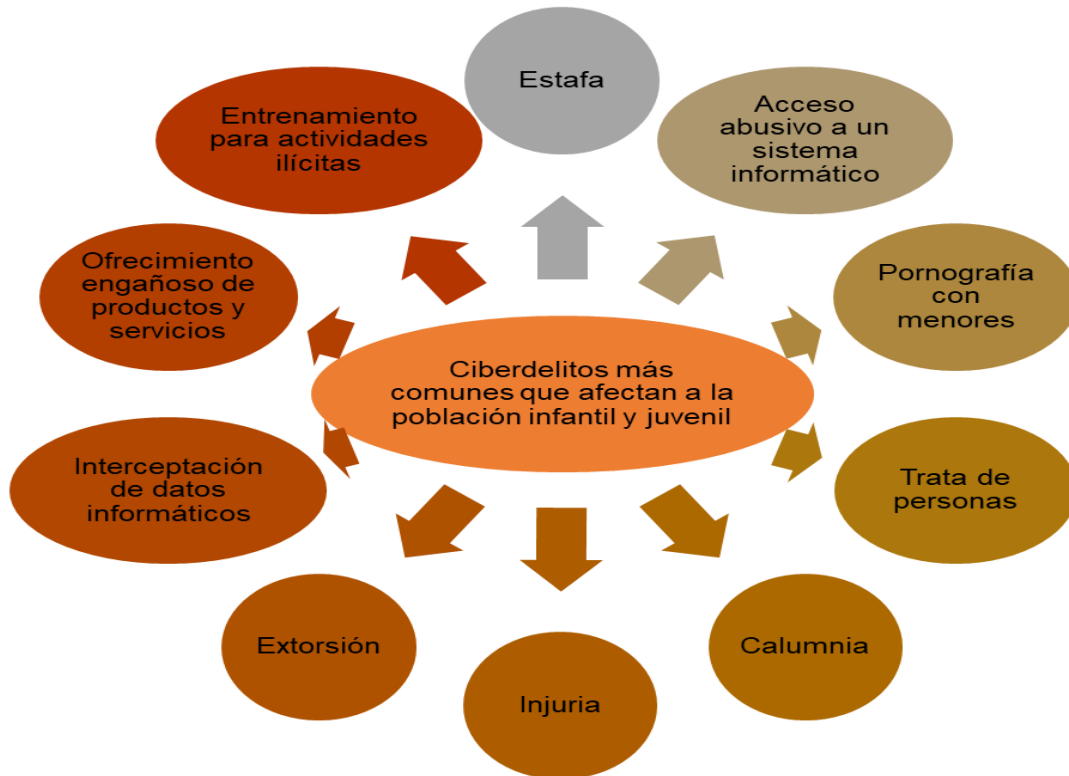 Estafa
Acceso
abusivo a un
sistema
informático
Pornografía
con
menores
Trata de
personas
Calumnia
Injuria
Extorsión
Interceptación
de datos
informáticos
Ofrecimiento
engañoso de
productos y
servicios
Entrenamiento
para actividades
ilícitas
Ciberdelitos más
comunes que afectan a la
población infantil y juvenil